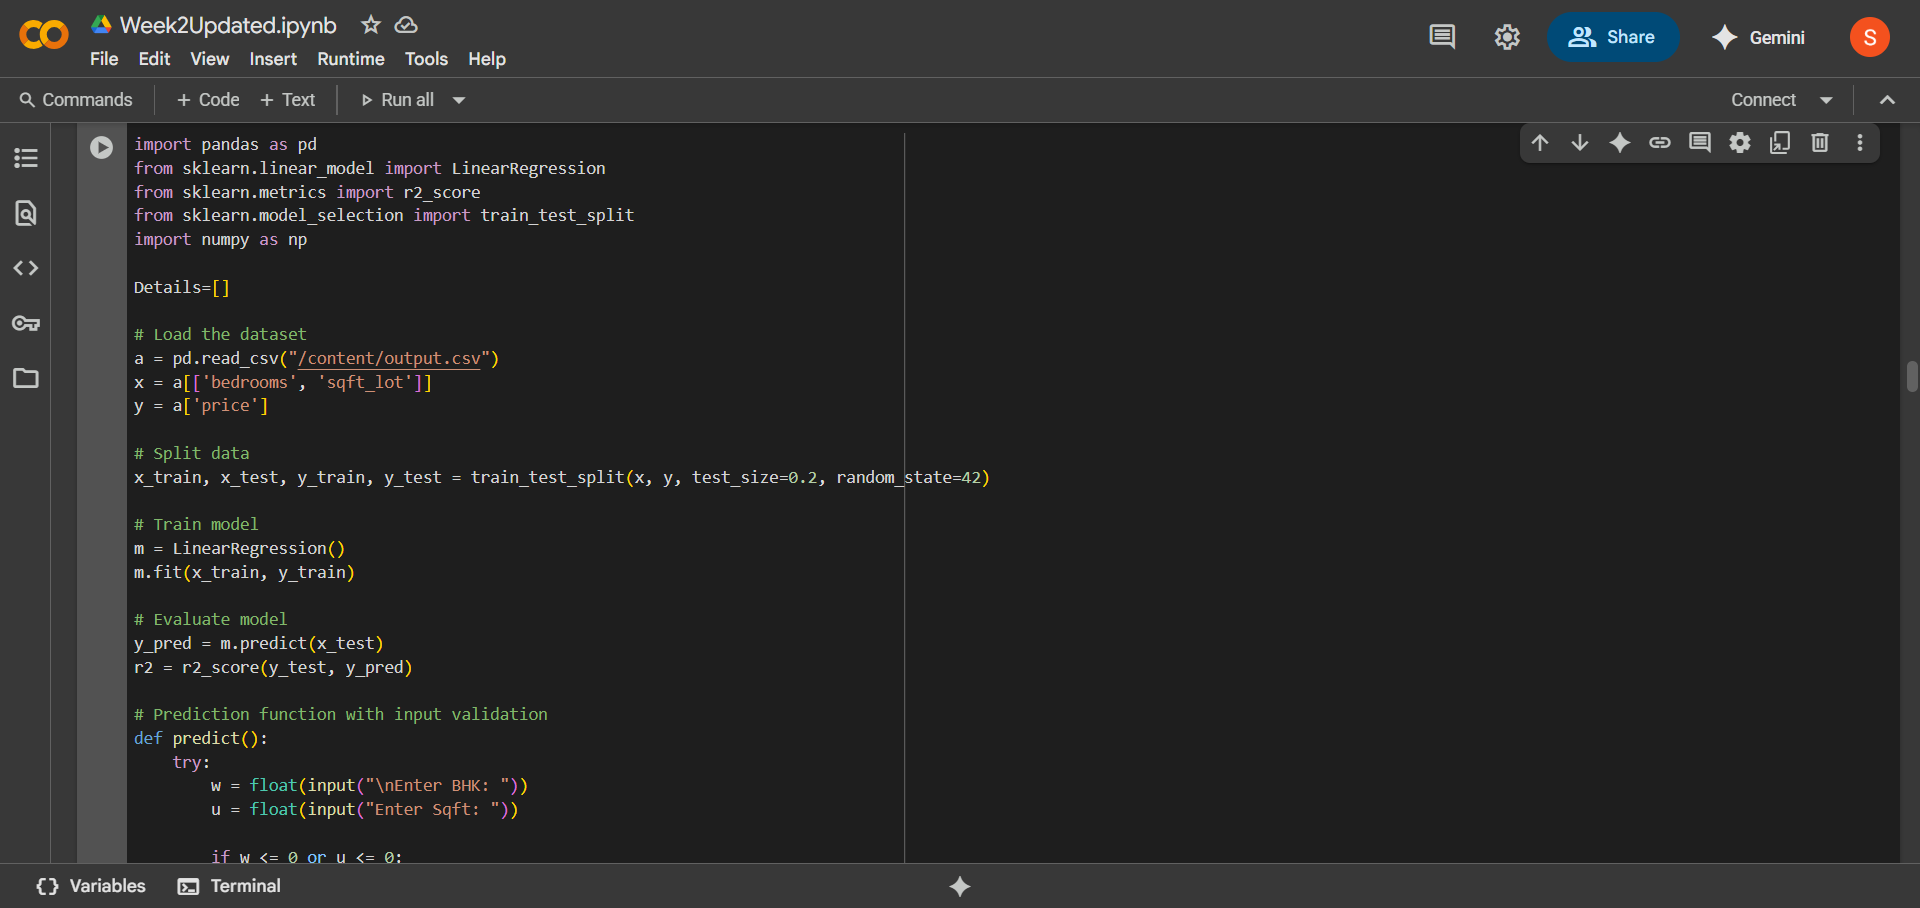 Week2Updated.ipynb
File Edit View Insert Runtime Tools Help
Share
Gemini
S
Commands
+ Code + Text
Run all
Connect
import pandas as pd
from sklearn.linear_model import LinearRegression
from sklearn.metrics import r2_score
from sklearn.model_selection import train_test_split
import numpy as np
Details=[]
# Load the dataset
a = pd.read_csv("/content/output.csv")
x = a[['bedrooms', 'sqft_lot']]
y = a['price']
# Split data
x_train, x_test, y_train, y_test = train_test_split(x, y, test_size=0.2, random_state=42)
# Train model
m = LinearRegression()
m.fit(x_train, y_train)
# Evaluate model
y_pred = m.predict(x_test)
r2 = r2_score(y_test, y_pred)
# Prediction function with input validation
def predict():
    try:
        w = float(input("\nEnter BHK: "))
        u = float(input("Enter Sqft: "))
        if w <= 0 or u <= 0:
Variables
Terminal